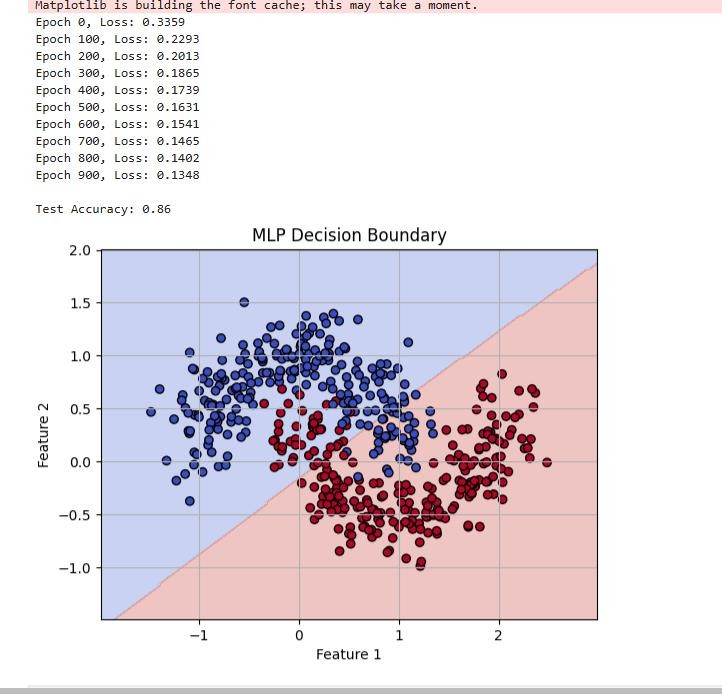 Matplotlib is building the font cache; this may take a moment.
Epoch 0, Loss: 0.3359
Epoch 100, Loss: 0.2293
Epoch 200, Loss: 0.2013
Epoch 300, Loss: 0.1865
Epoch 400, Loss: 0.1739
Epoch 500, Loss: 0.1631
Epoch 600, Loss: 0.1541
Epoch 700, Loss: 0.1465
Epoch 800, Loss: 0.1402
Epoch 900, Loss: 0.1348
Test Accuracy: 0.86
MLP Decision Boundary
2.0
1.5
1.0
0.5
0.0
−0.5
−1.0
Feature 2
−1 0 1 2
Feature 1